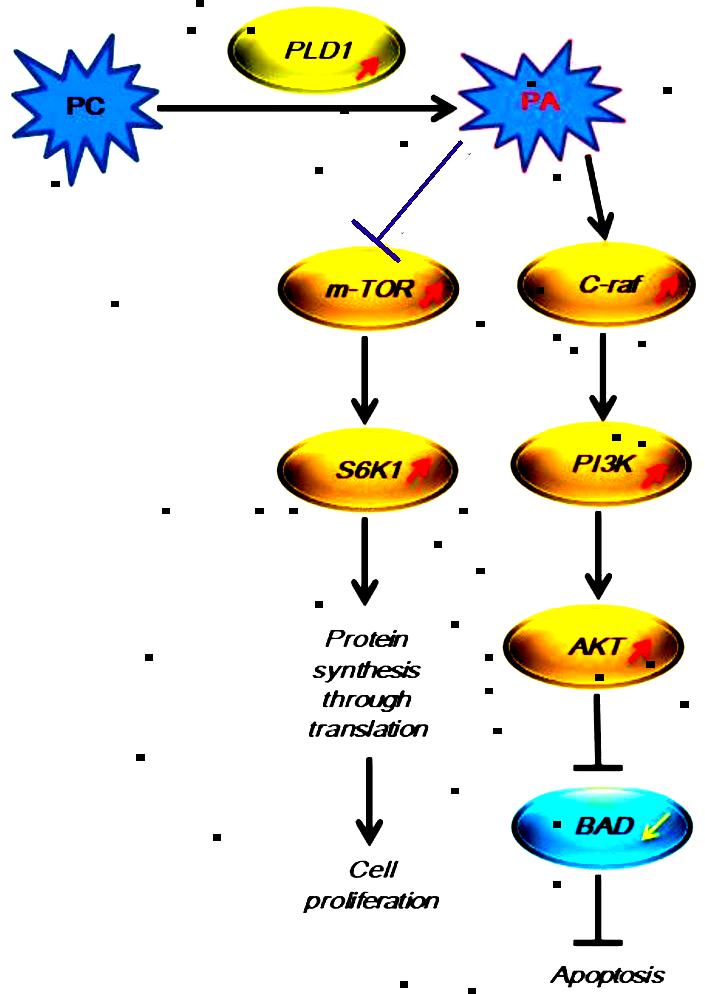 PLD1
PC
PA
m-TOR
C-raf
S6K1
PI3K
Protein
synthesis
through
translation
AKT
BAD
Cell
proliferation
Apoptosis